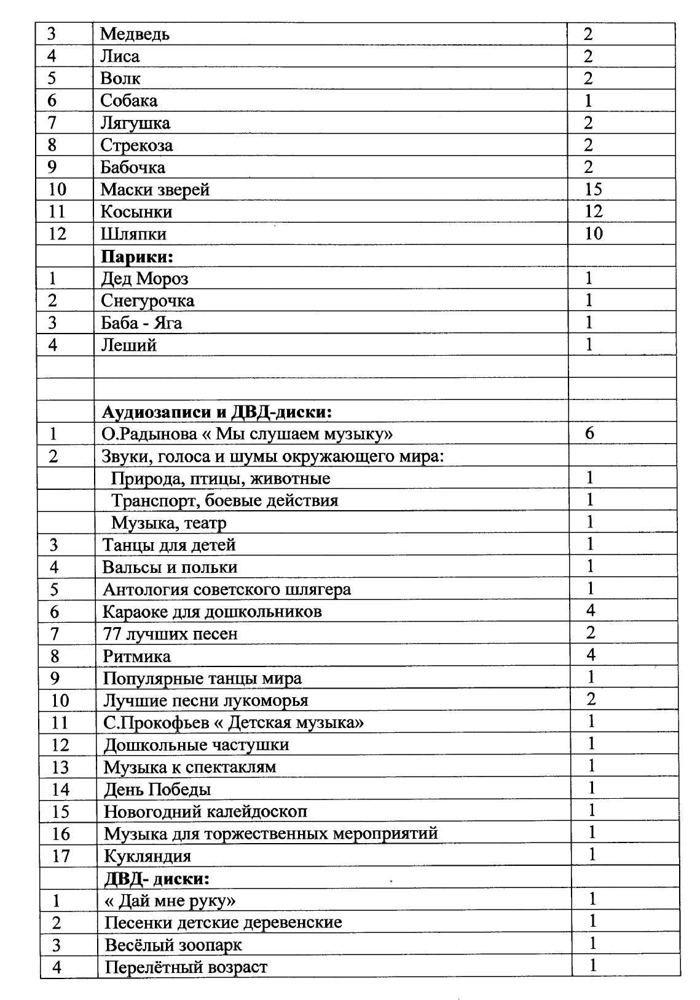 3 Медведь 2
4 Лиса 2
5 Волк 2
6 Собака 1
7 Лягушка 2
8 Стрекоза 2
9 Бабочка 2
10 Маски зверей 15
11 Косынки 12
12 Шляпки 10
Парики:
1 Дед Мороз 1
2 Снегурочка 1
3 Баба - Яга 1
4 Леший 1
Аудиозаписи и ДВД-диски:
1 О.Радынова « Мы слушаем музыку» 6
2 Звуки, голоса и шумы окружающего мира:
Природа, птицы, животные 1
Транспорт, боевые действия 1
Музыка, театр 1
3 Танцы для детей 1
4 Вальсы и польки 1
5 Антология советского шлягера 1
6 Караоке для дошкольников 4
7 77 лучших песен 2
8 Ритмика 4
9 Популярные танцы мира 1
10 Лучшие песни лукоморья 2
11 С.Прокофьев « Детская музыка» 1
12 Дошкольные частушки 1
13 Музыка к спектаклям 1
14 День Победы 1
15 Новогодний калейдоскоп 1
16 Музыка для торжественных мероприятий 1
17 Кукляндия 1
ДВД- диски:
1 « Дай мне руку» 1
2 Песенки детские деревенские 1
3 Весёлый зоопарк 1
4 Перелётный возраст 1